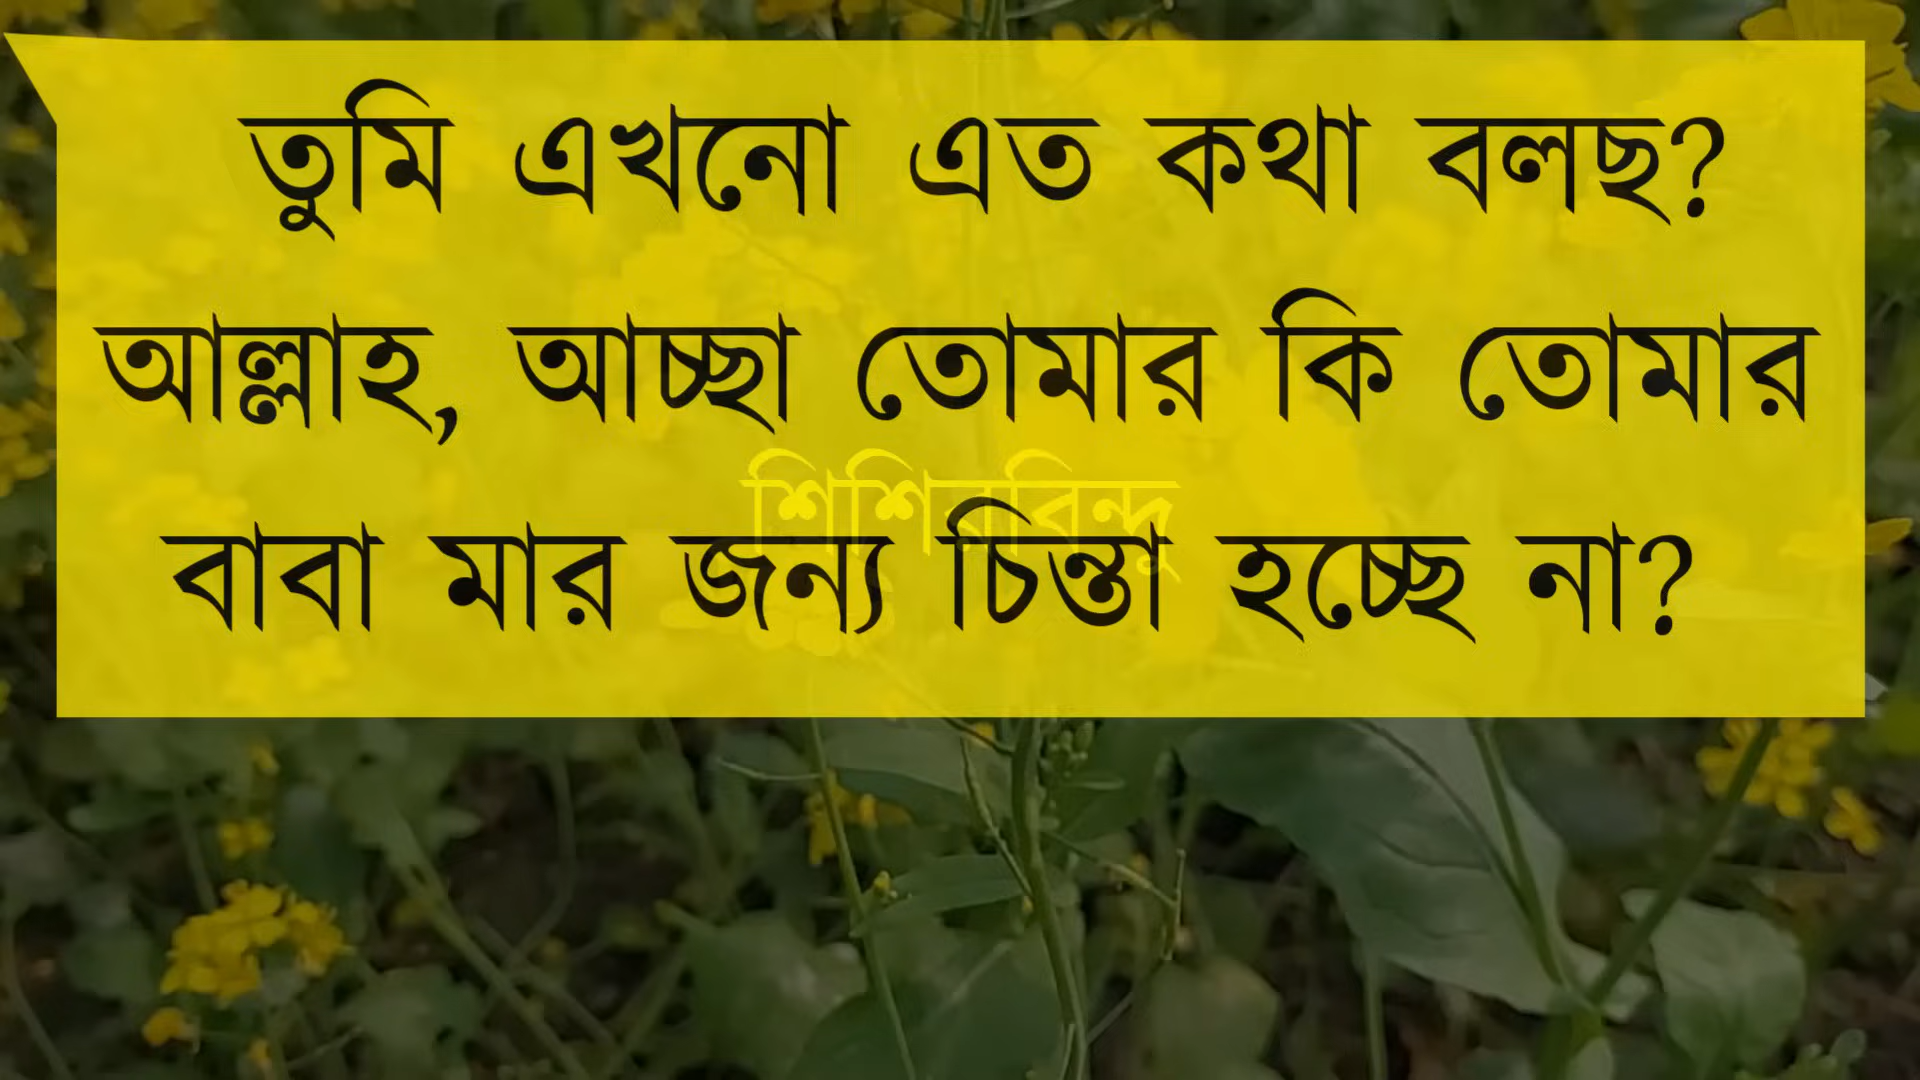 তুমি এখনো এত কথা বলছ?
আল্লাহ, আচ্ছা তোমার কি তোমার
শিশিরবিন্দু
বাবা মার জন্য চিন্তা হচ্ছে না?